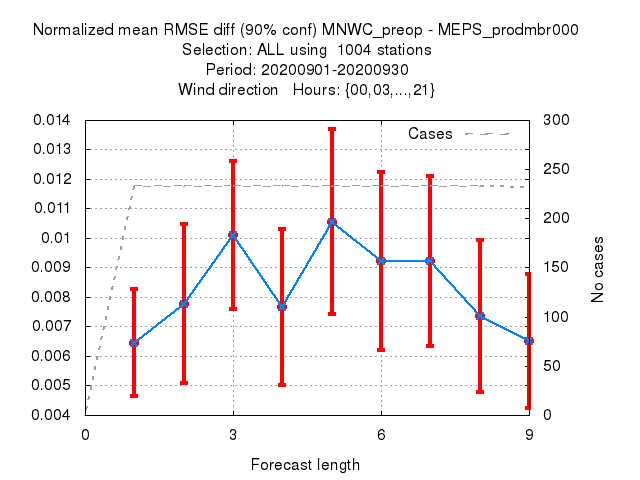 Normalized mean RMSE diff (90% conf) MNWC_preop - MEPS_prodmbr000
Selection: ALL using  1004 stations
Period: 20200901-20200930
Wind direction   Hours: {00,03,...,21}
Cases
0.014
0.013
0.012
0.011
0.01
0.009
0.008
0.007
0.006
0.005
0.004
300
250
200
150
100
50
0
No cases
0 3 6 9
Forecast length